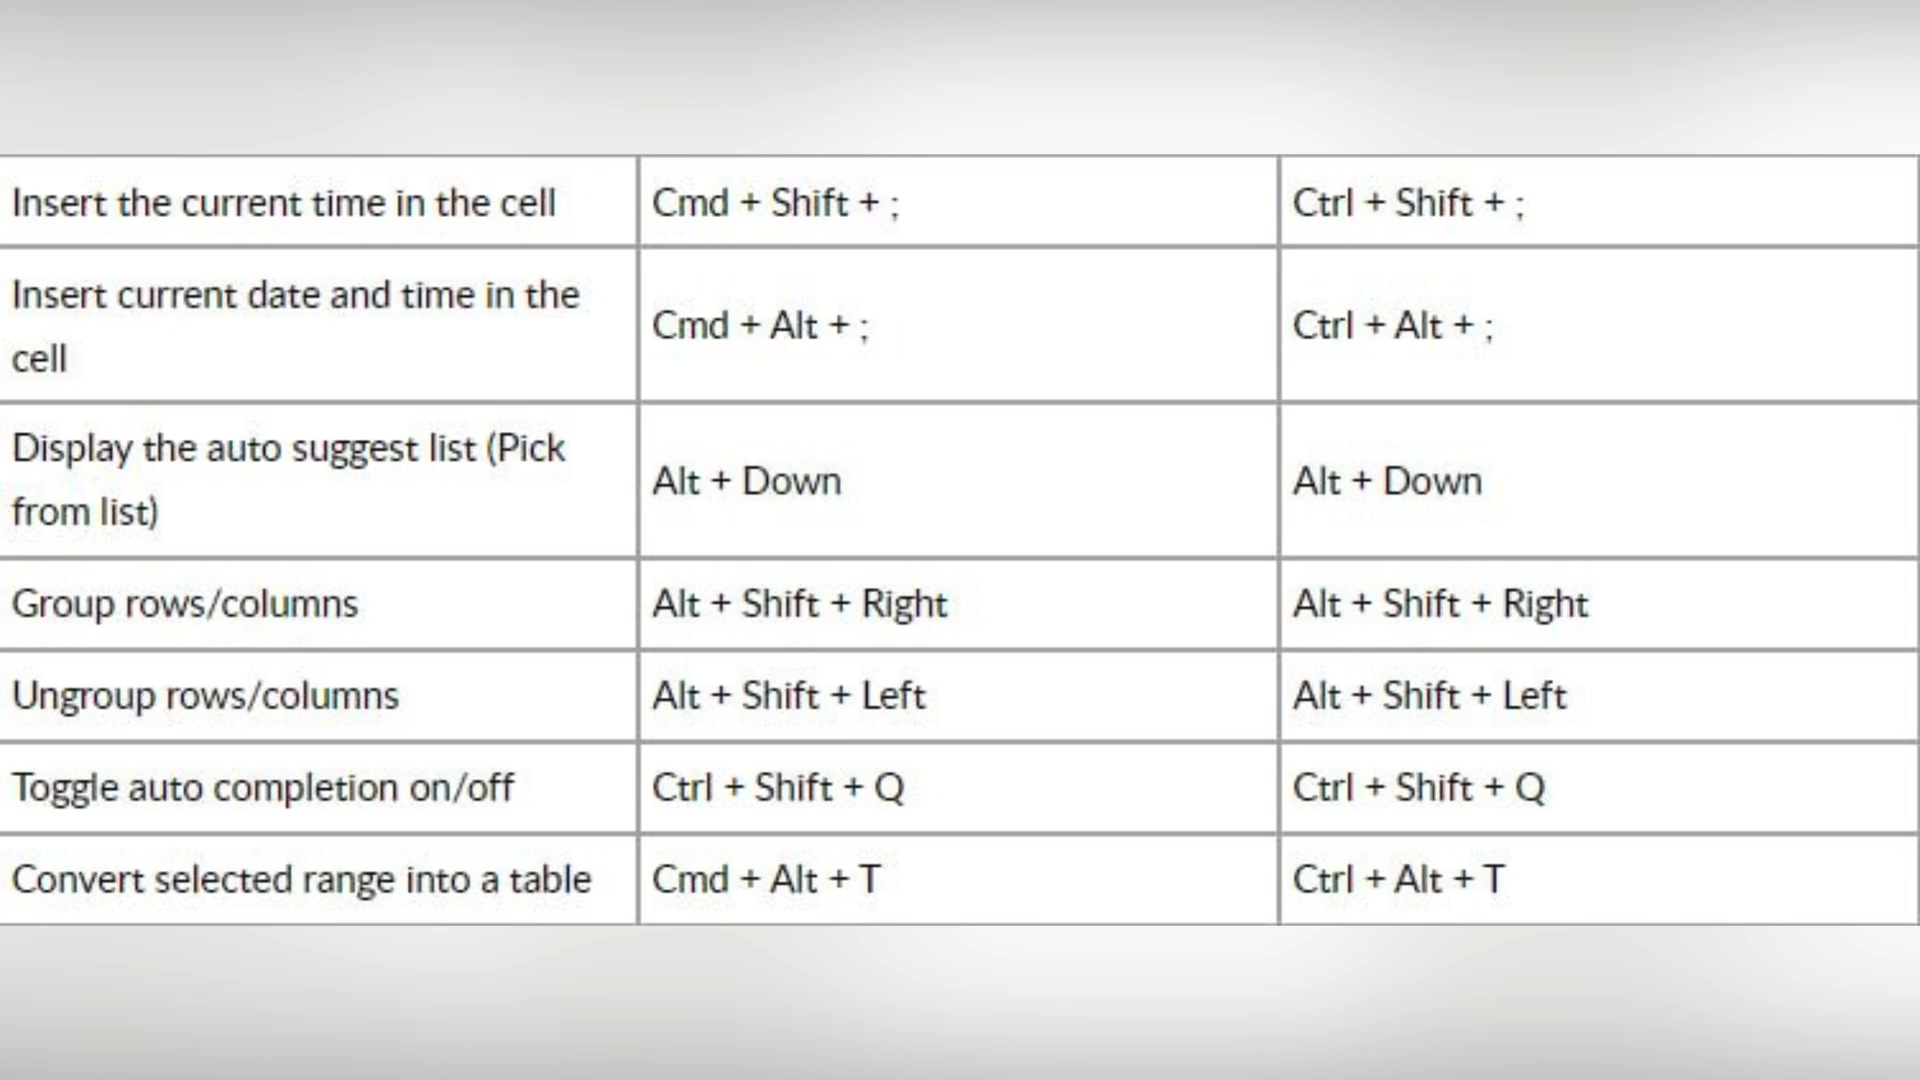 Insert the current time in the cell Cmd + Shift + ; Ctrl + Shift + ;
Insert current date and time in the
cell Cmd + Alt + ; Ctrl + Alt + ;
Display the auto suggest list (Pick
from list) Alt + Down Alt + Down
Group rows/columns Alt + Shift + Right Alt + Shift + Right
Ungroup rows/columns Alt + Shift + Left Alt + Shift + Left
Toggle auto completion on/off Ctrl + Shift + Q Ctrl + Shift + Q
Convert selected range into a table Cmd + Alt + T Ctrl + Alt + T